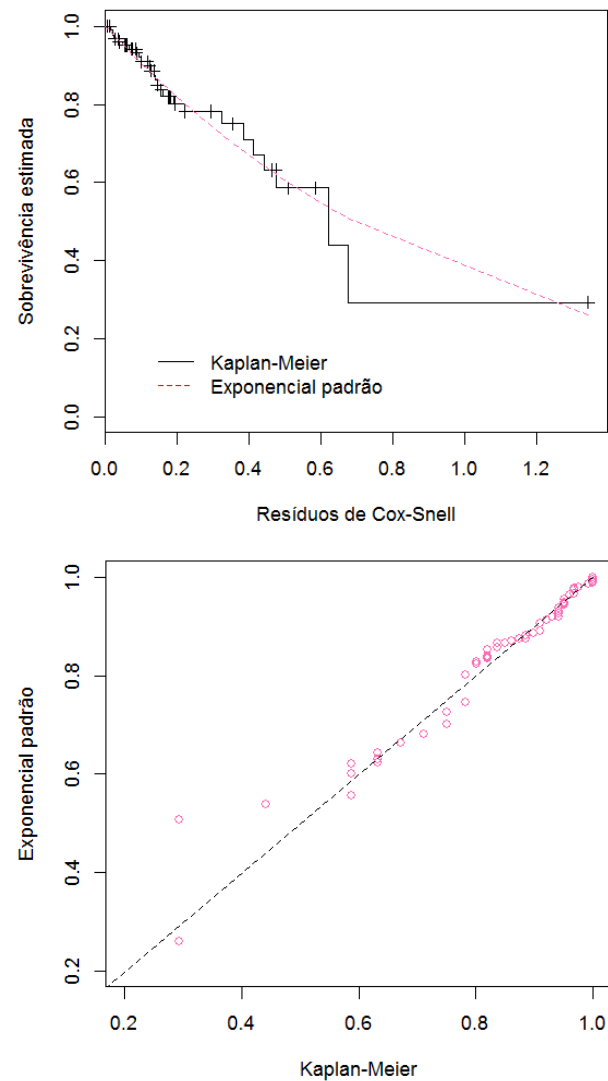 Sobrevivência estimada
1.0
0.8
0.6
0.4
0.2
0.0
Kaplan-Meier
Exponencial padrão
0.0 0.2 0.4 0.6 0.8 1.0 1.2
Resíduos de Cox-Snell
Exponencial padrão
1.0
0.8
0.6
0.4
0.2
0.2 0.4 0.6 0.8 1.0
Kaplan-Meier